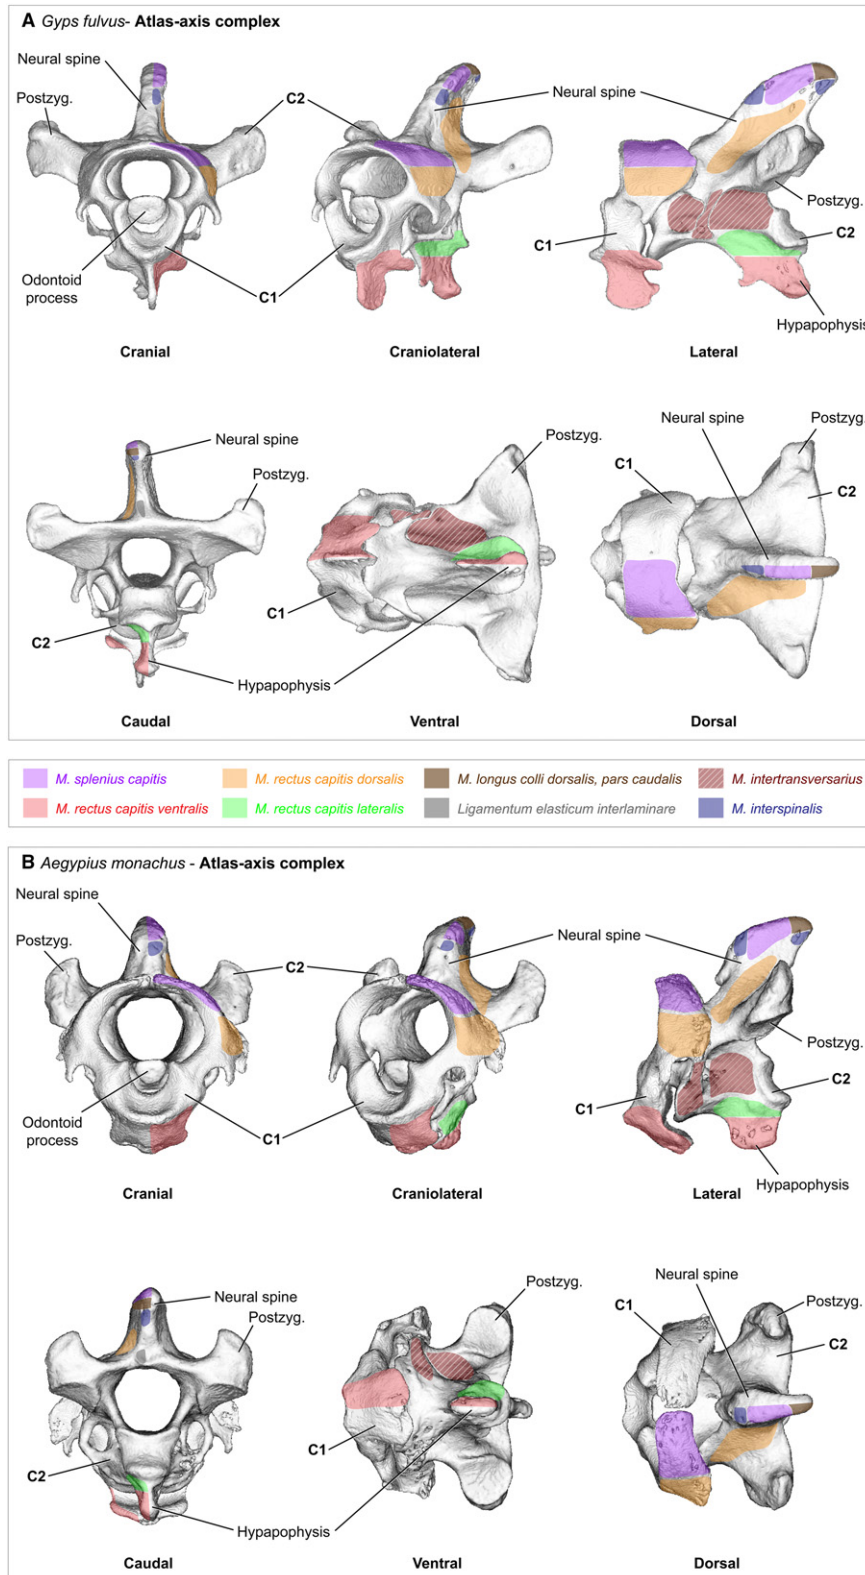 A Gyps fulvus- Atlas-axis complex
Neural spine
Postzyg.
C2
Neural spine
Postzyg.
C1
C2
Odontoid
process
C1
Hypapophysis
Cranial
Craniolateral
Lateral
Neural spine
Postzyg.
C2
Postzyg.
C1
Hypapophysis
Neural spine
Postzyg.
C1
C2
Caudal
Ventral
Dorsal
M. splenius capitis
M. rectus capitis dorsalis
M. longus colli dorsalis, pars caudalis
M. intertransversarius
M. rectus capitis ventralis
M. rectus capitis lateralis
Ligamentum elasticum interlaminare
M. interspinalis
B Aegypius monachus - Atlas-axis complex
Neural spine
Postzyg.
C2
Neural spine
Postzyg.
C2
C1
Odontoid
process
C1
Hypapophysis
Cranial
Craniolateral
Lateral
Neural spine
Postzyg.
C2
Postzyg.
C1
Hypapophysis
Neural spine
C1
Postzyg.
C2
Caudal
Ventral
Dorsal